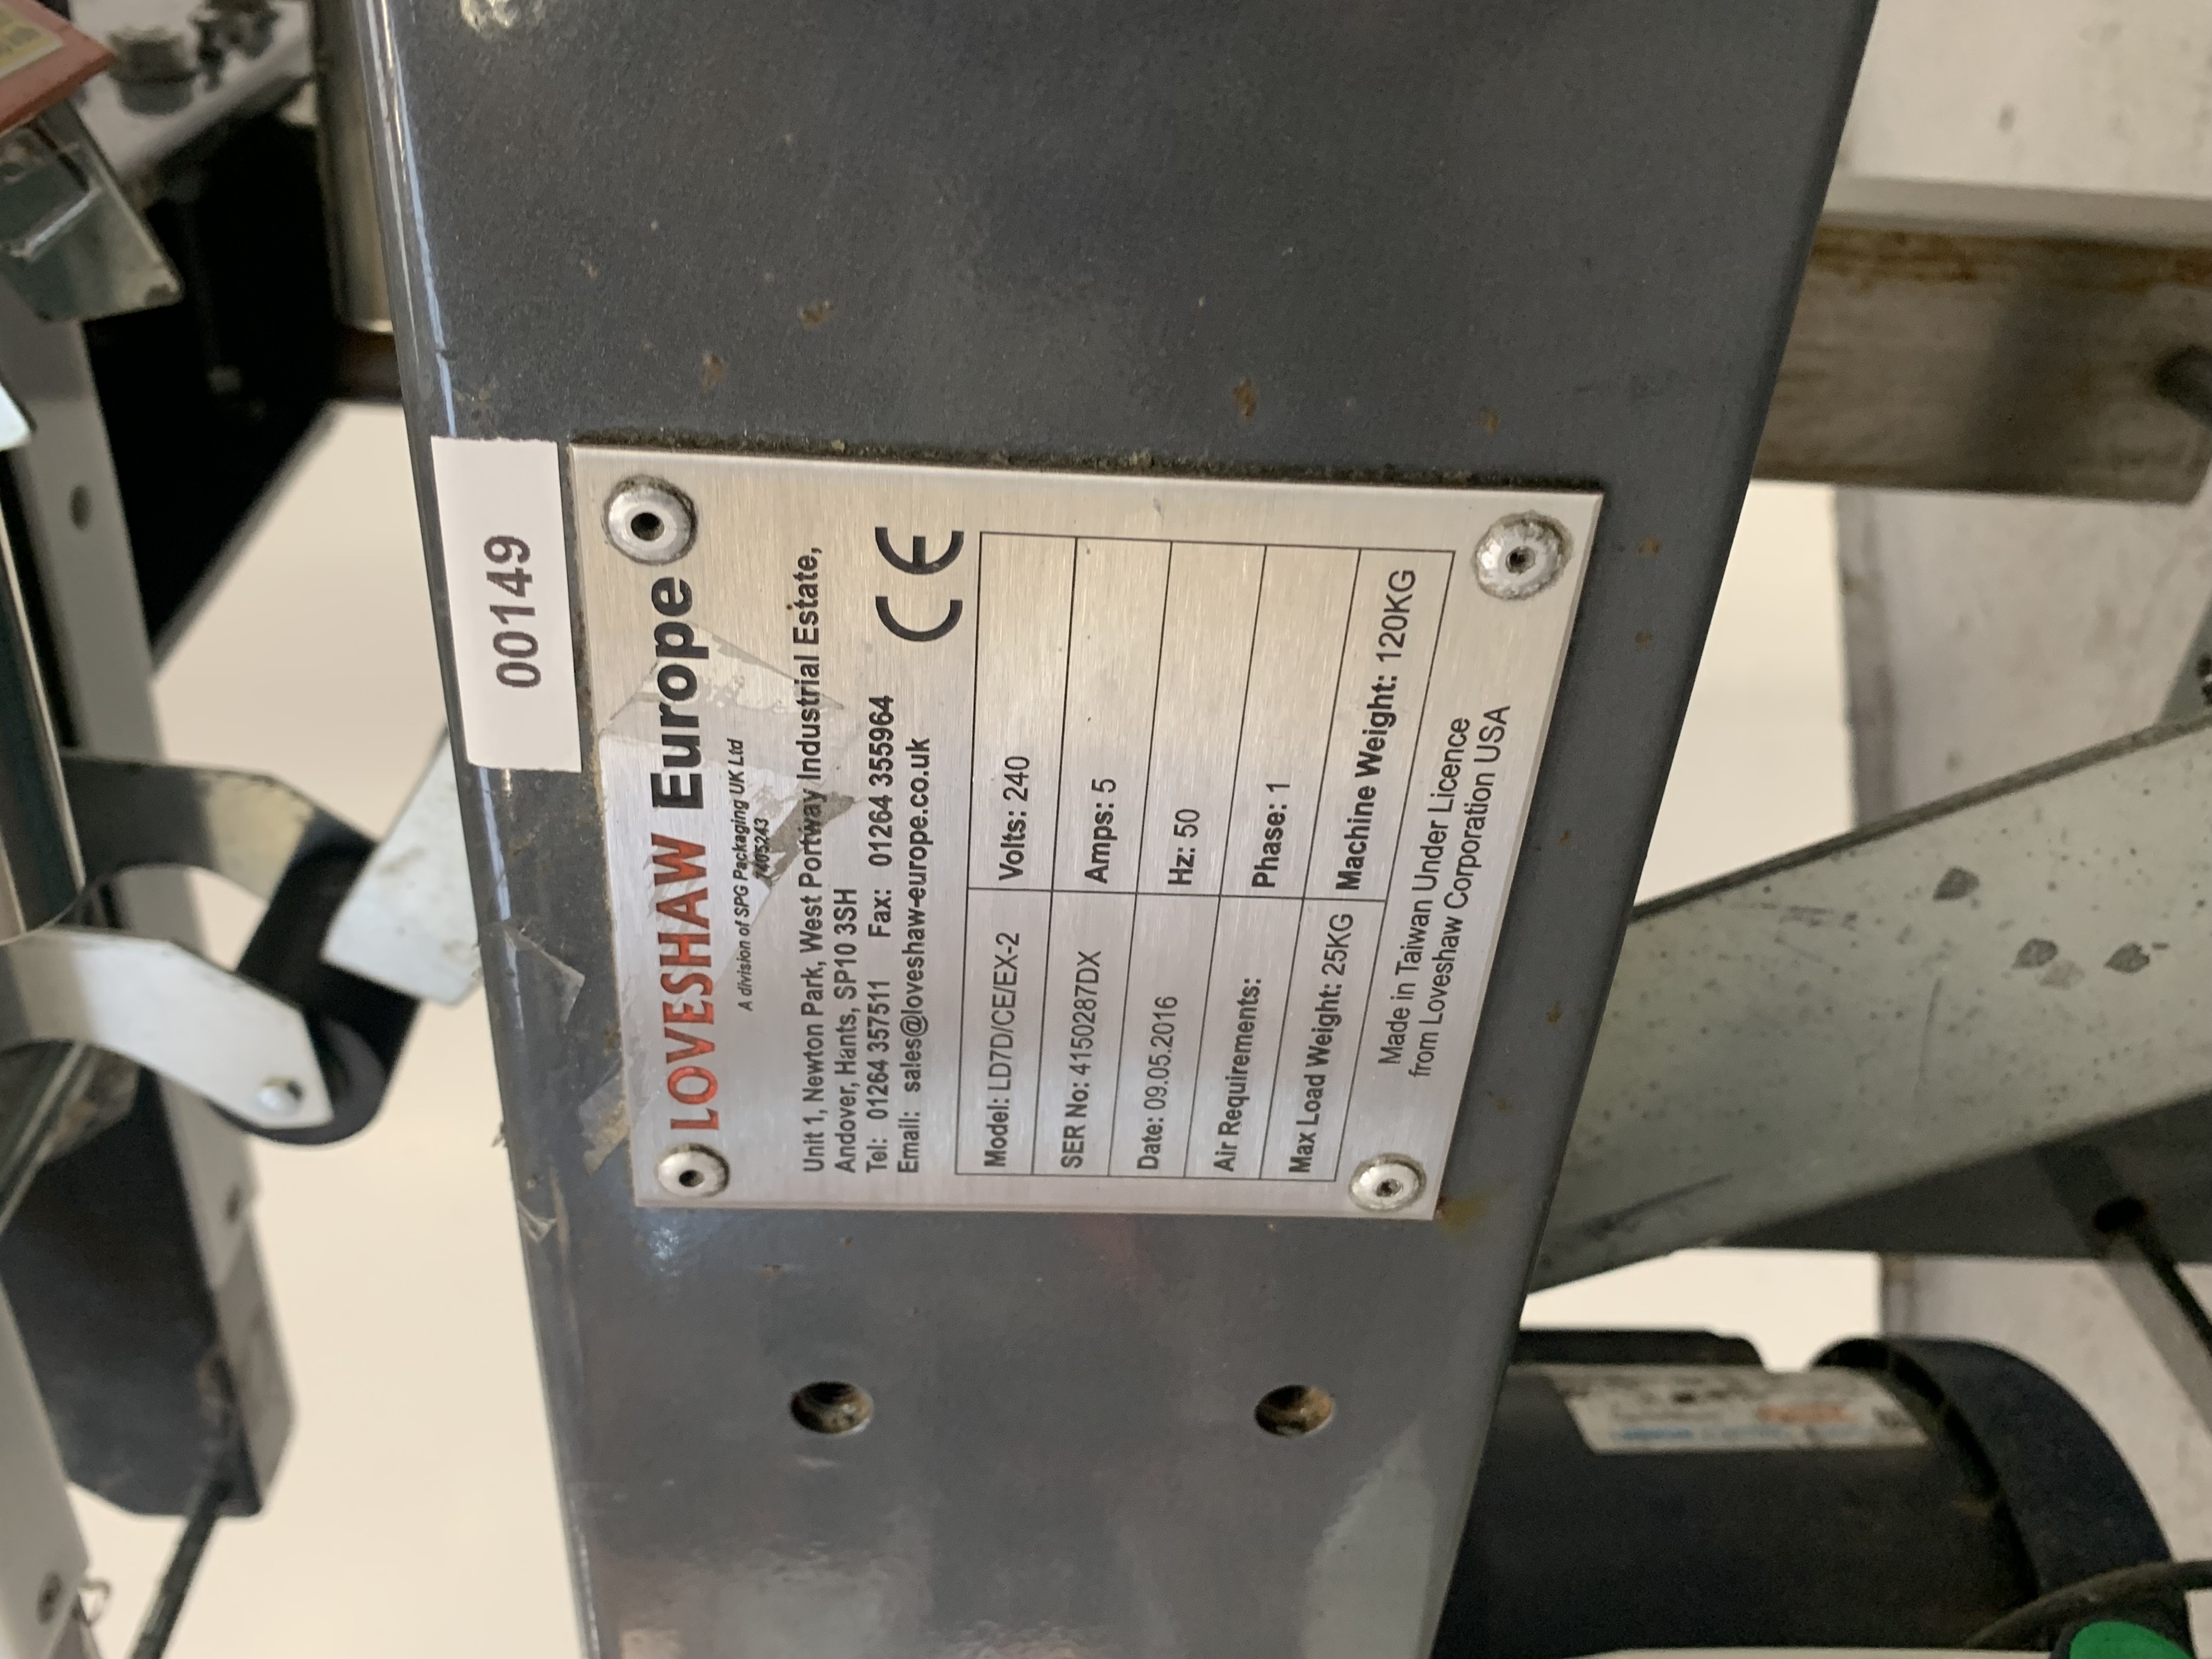 00149
LOVESHAW Europe
A division of SPG Packaging UK Ltd
7405243
Unit 1, Newton Park, West Portway Industrial Estate,
Andover, Hants, SP10 3SH
Tel: 01264 357511 Fax: 01264 355964
Email: sales@loveshaw-europe.co.uk
CE
Model: LD7D/CE/EX-2 Volts: 240
SER No: 4150287DX Amps: 5
Date: 09.05.2016 Hz: 50
Air Requirements: Phase: 1
Max Load Weight: 25KG Machine Weight: 120KG
Made in Taiwan Under Licence
from Loveshaw Corporation USA